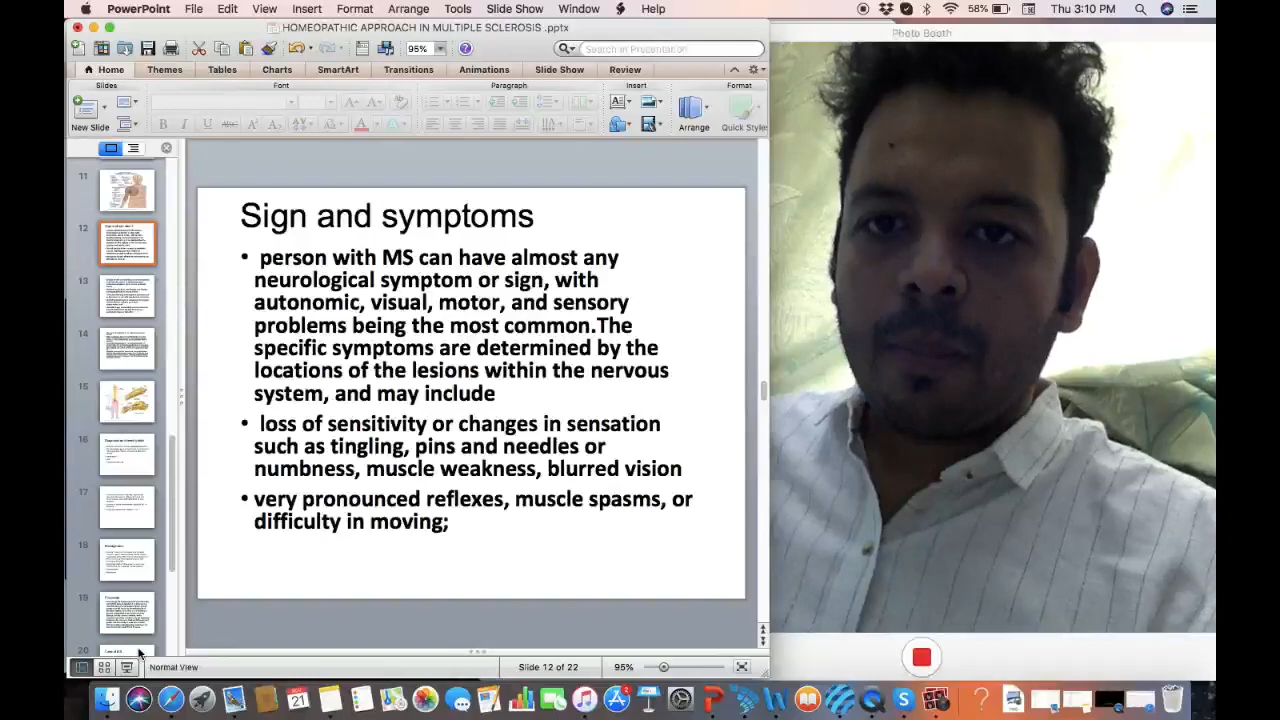 PowerPoint File Edit View Insert Format Arrange Tools Slide Show Window Help
58% Thu 3:10 PM
HOMEOPATHIC APPROACH IN MULTIPLE SCLEROSIS .pptx
Photo Booth
95%
Search in Presentation
Home Themes Tables Charts SmartArt Transitions Animations Slide Show Review
Slides Font Paragraph Insert Format
New Slide Arrange Quick Styles
11
12
13
14
15
16
17
18
19
20
Sign and symptoms
• person with MS can have almost any
neurological symptom or sign, with
autonomic, visual, motor, and sensory
problems being the most common.The
specific symptoms are determined by the
locations of the lesions within the nervous
system, and may include
• loss of sensitivity or changes in sensation
such as tingling, pins and needles or
numbness, muscle weakness, blurred vision
• very pronounced reflexes, muscle spasms, or
difficulty in moving;
Normal View Slide 12 of 22 95%